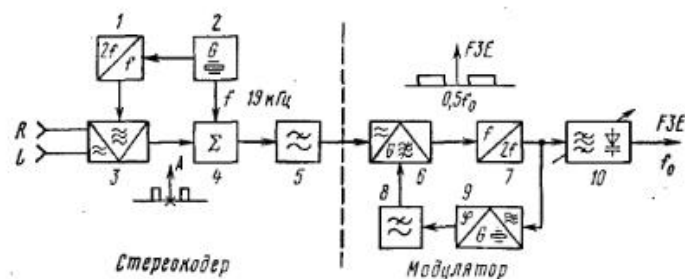 1
2
2f
f
G
f
19 кГц
F3E
0,5f₀
R
L
Σ
A
3
4
5
G
6
f
2f
7
F3E
f₀
10
8
9
φ
G
Стереокодер
Модулятор